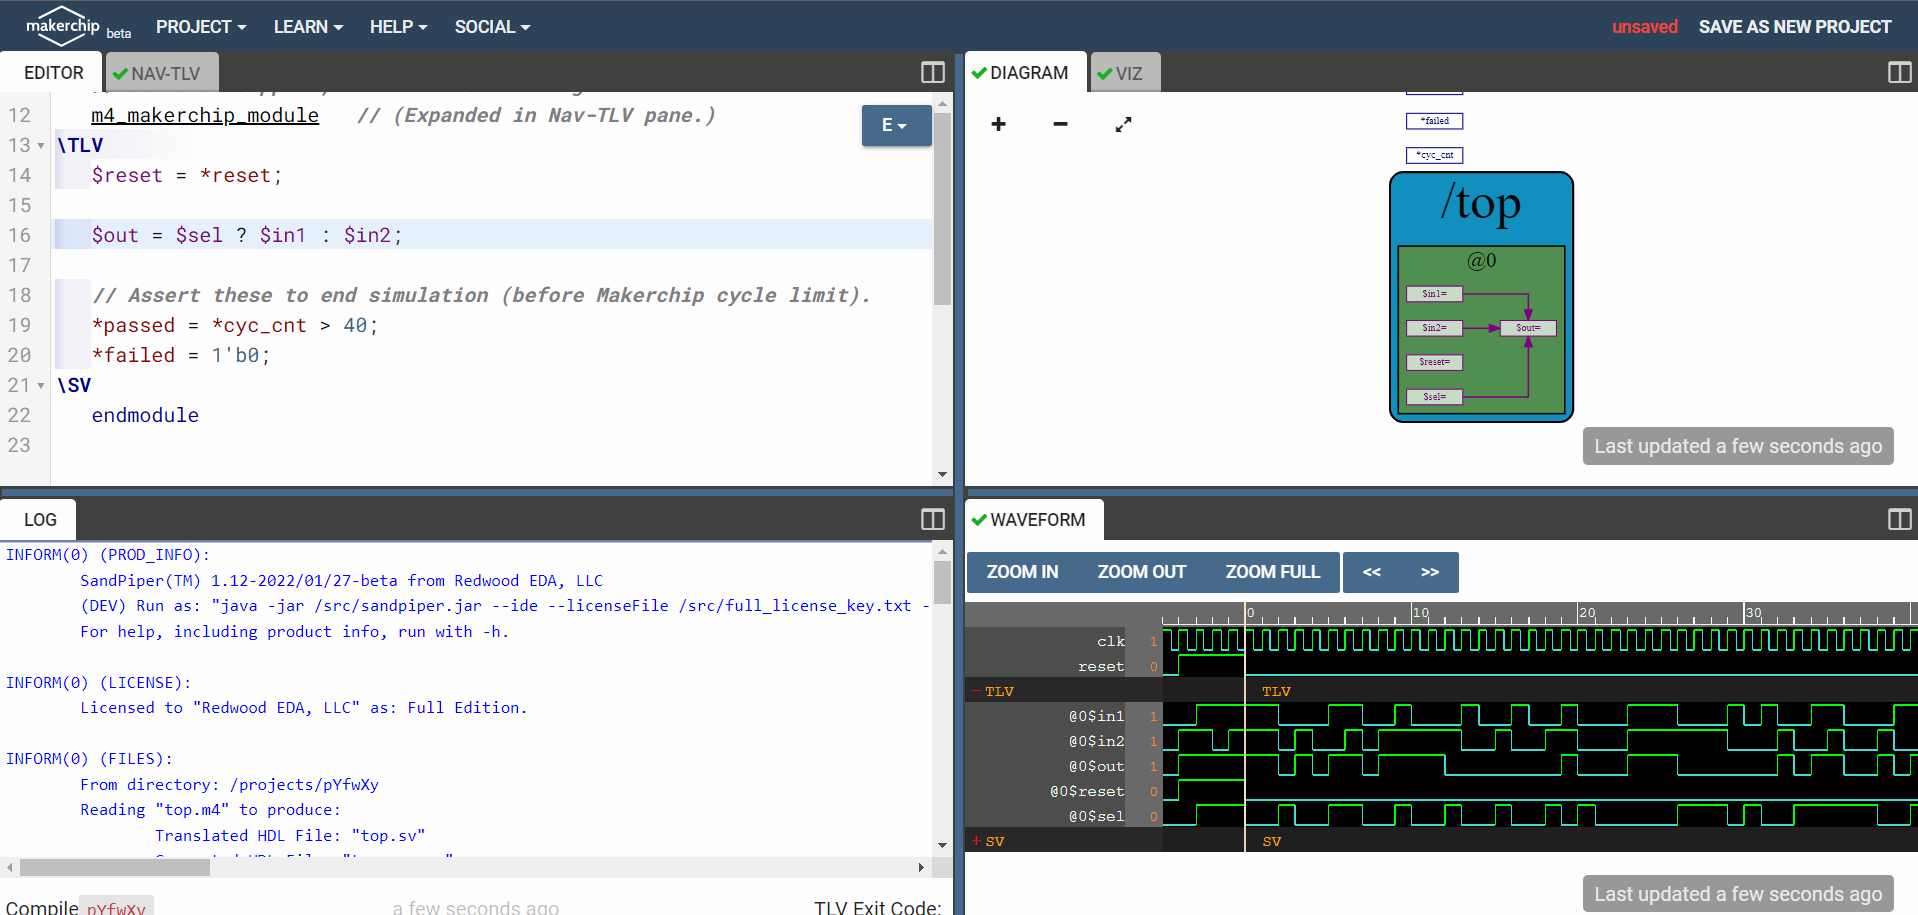 makerchip beta PROJECT LEARN HELP SOCIAL unsaved SAVE AS NEW PROJECT
EDITOR NAV-TLV
12 m4_makerchip_module // (Expanded in Nav-TLV pane.)
E
13 \TLV
14 $reset = *reset;
15
16 $out = $sel ? $in1 : $in2;
17
18 // Assert these to end simulation (before Makerchip cycle limit).
19 *passed = *cyc_cnt > 40;
20 *failed = 1'b0;
21 \SV
22 endmodule
23
DIAGRAM VIZ
*failed
*cyc_cnt
/top
@0
$in1=
$in2= $out=
$reset=
$sel=
Last updated a few seconds ago
LOG
INFORM(0) (PROD_INFO):
SandPiper(TM) 1.12-2022/01/27-beta from Redwood EDA, LLC
(DEV) Run as: "java -jar /src/sandpiper.jar --ide --licenseFile /src/full_license_key.txt -
For help, including product info, run with -h.
INFORM(0) (LICENSE):
Licensed to "Redwood EDA, LLC" as: Full Edition.
INFORM(0) (FILES):
From directory: /projects/pYfwXy
Reading "top.m4" to produce:
Translated HDL File: "top.sv"
Compile pYfwXy a few seconds ago TLV Exit Code:
WAVEFORM
ZOOM IN ZOOM OUT ZOOM FULL << >>
0 10 20 30
clk 1
reset 0
- TLV TLV
@0$in1 1
@0$in2 1
@0$out 1
@0$reset 0
@0$sel 0
+ SV SV
Last updated a few seconds ago